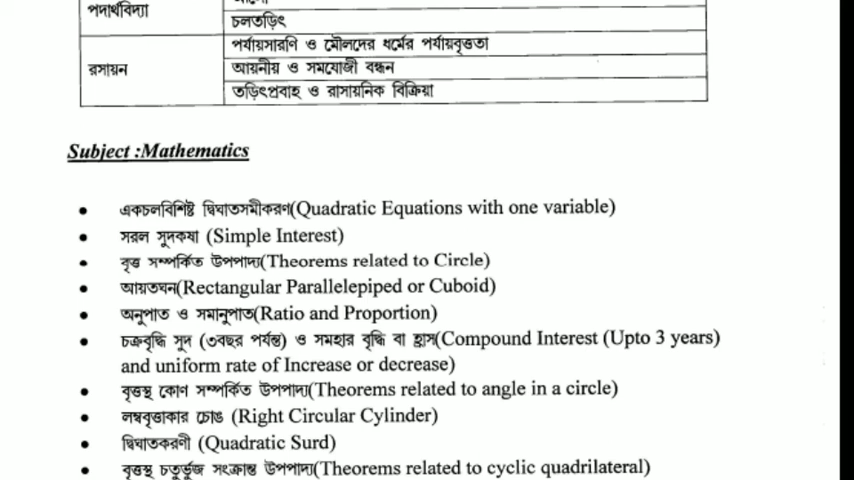 আলো
পদার্থবিদ্যা
চলতড়িৎ
পর্যায়সারণি ও মৌলদের ধর্মের পর্যায়বৃত্ততা
রসায়ন
আয়নীয় ও সমযোজী বন্ধন
তড়িৎপ্রবাহ ও রাসায়নিক বিক্রিয়া
Subject :Mathematics
• একচলবিশিষ্ট দ্বিঘাতসমীকরণ(Quadratic Equations with one variable)
• সরল সুদকষা (Simple Interest)
• বৃত্ত সম্পর্কিত উপপাদ্য(Theorems related to Circle)
• আয়তঘন(Rectangular Parallelepiped or Cuboid)
• অনুপাত ও সমানুপাত(Ratio and Proportion)
• চক্রবৃদ্ধি সুদ (৩বছর পর্যন্ত) ও সমহার বৃদ্ধি বা হ্রাস(Compound Interest (Upto 3 years)
and uniform rate of Increase or decrease)
• বৃত্তস্থ কোণ সম্পর্কিত উপপাদ্য(Theorems related to angle in a circle)
• লম্ববৃত্তাকার চোঙ (Right Circular Cylinder)
• দ্বিঘাতকরণী (Quadratic Surd)
• বৃত্তস্থ চতুর্ভুজ সংক্রান্ত উপপাদ্য(Theorems related to cyclic quadrilateral)